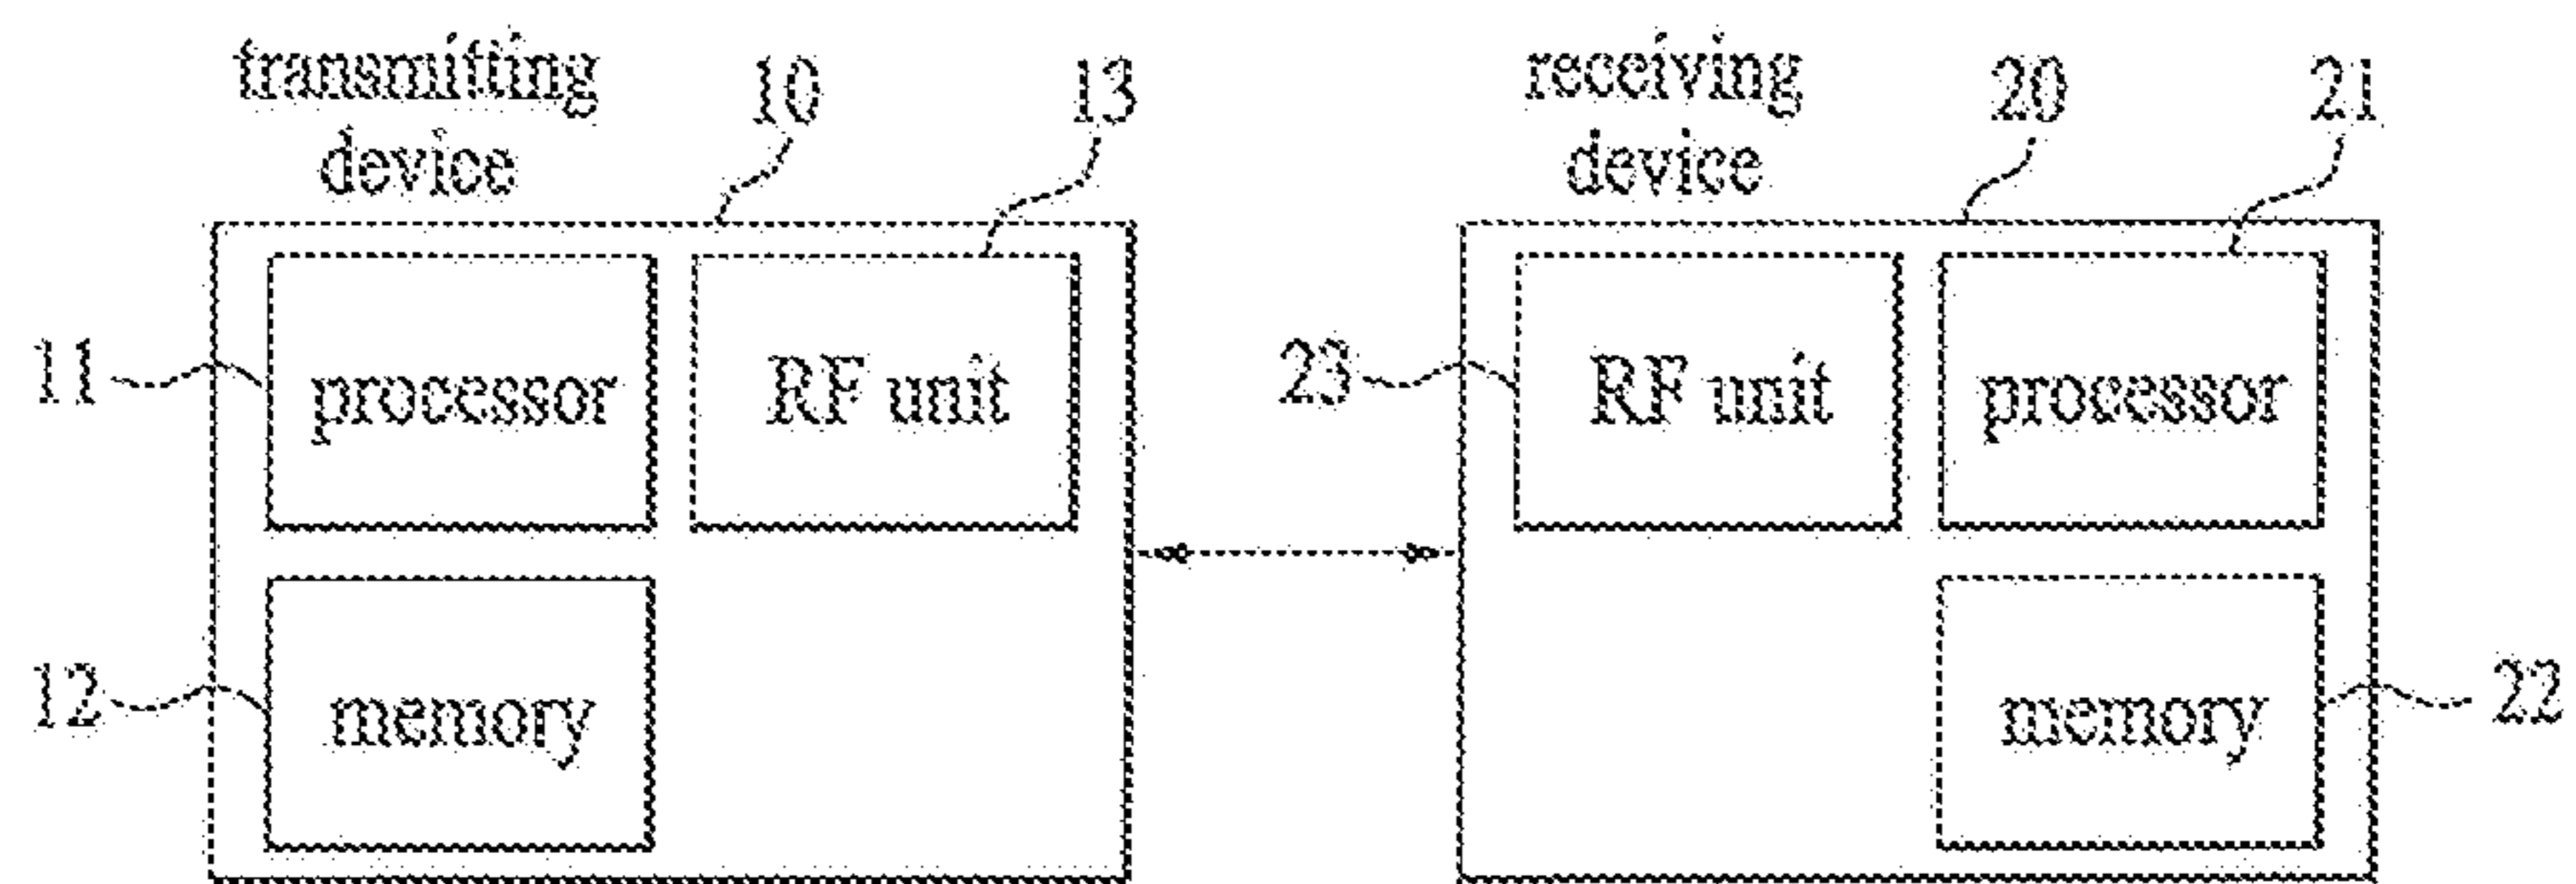 transmitting
device
10
13
receiving
device
20
21
11
processor
RF unit
23
RF unit
processor
12
memory
memory
22